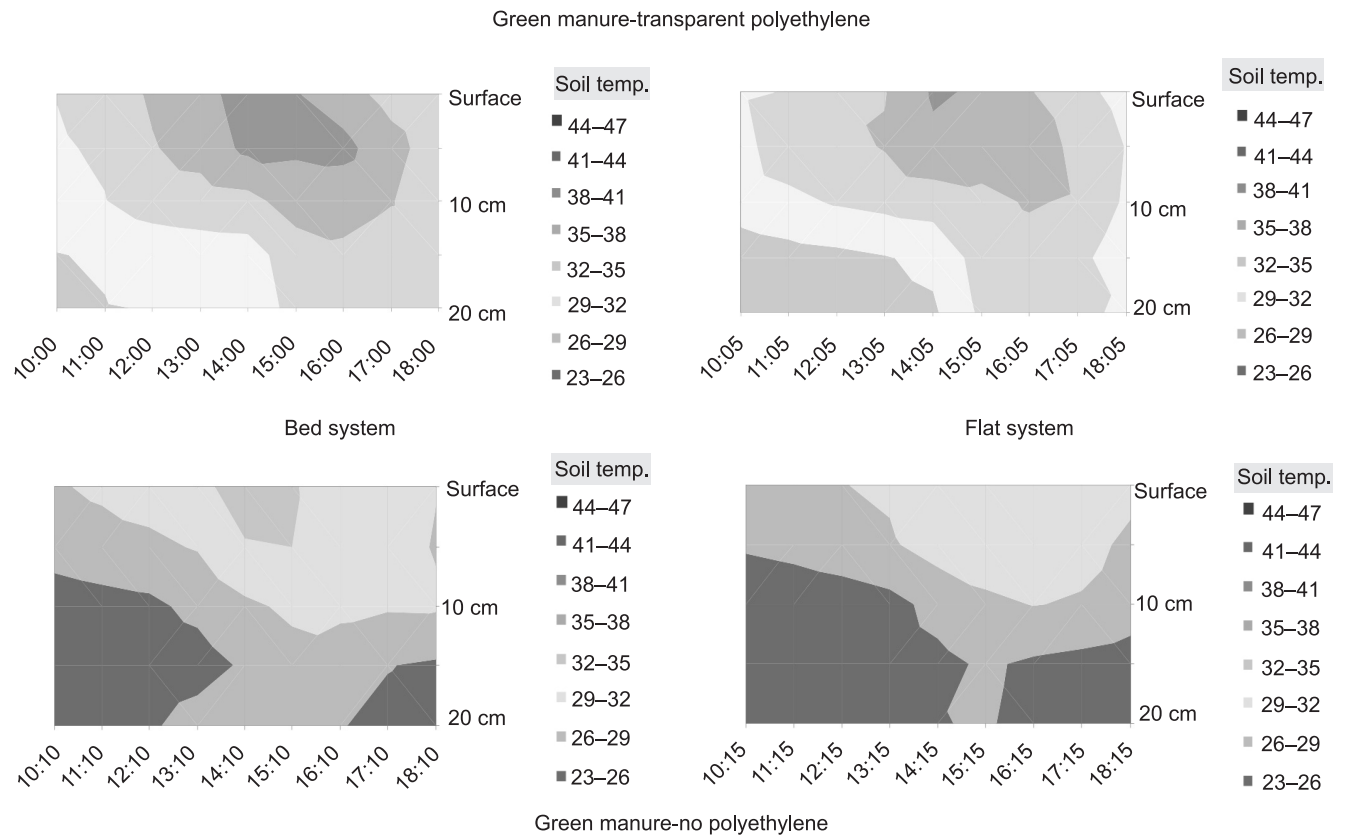 Green manure-transparent polyethylene
Soil temp.
Surface
44–47
41–44
38–41
10 cm
35–38
32–35
29–32
20 cm
26–29
23–26
10:00 11:00 12:00 13:00 14:00 15:00 16:00 17:00 18:00
Bed system
Soil temp.
Surface
44–47
41–44
38–41
10 cm
35–38
32–35
29–32
20 cm
26–29
23–26
10:05 11:05 12:05 13:05 14:05 15:05 16:05 17:05 18:05
Flat system
Soil temp.
Surface
44–47
41–44
38–41
10 cm
35–38
32–35
29–32
20 cm
26–29
23–26
10:10 11:10 12:10 13:10 14:10 15:10 16:10 17:10 18:10
Soil temp.
Surface
44–47
41–44
38–41
10 cm
35–38
32–35
29–32
20 cm
26–29
23–26
10:15 11:15 12:15 13:15 14:15 15:15 16:15 17:15 18:15
Green manure-no polyethylene